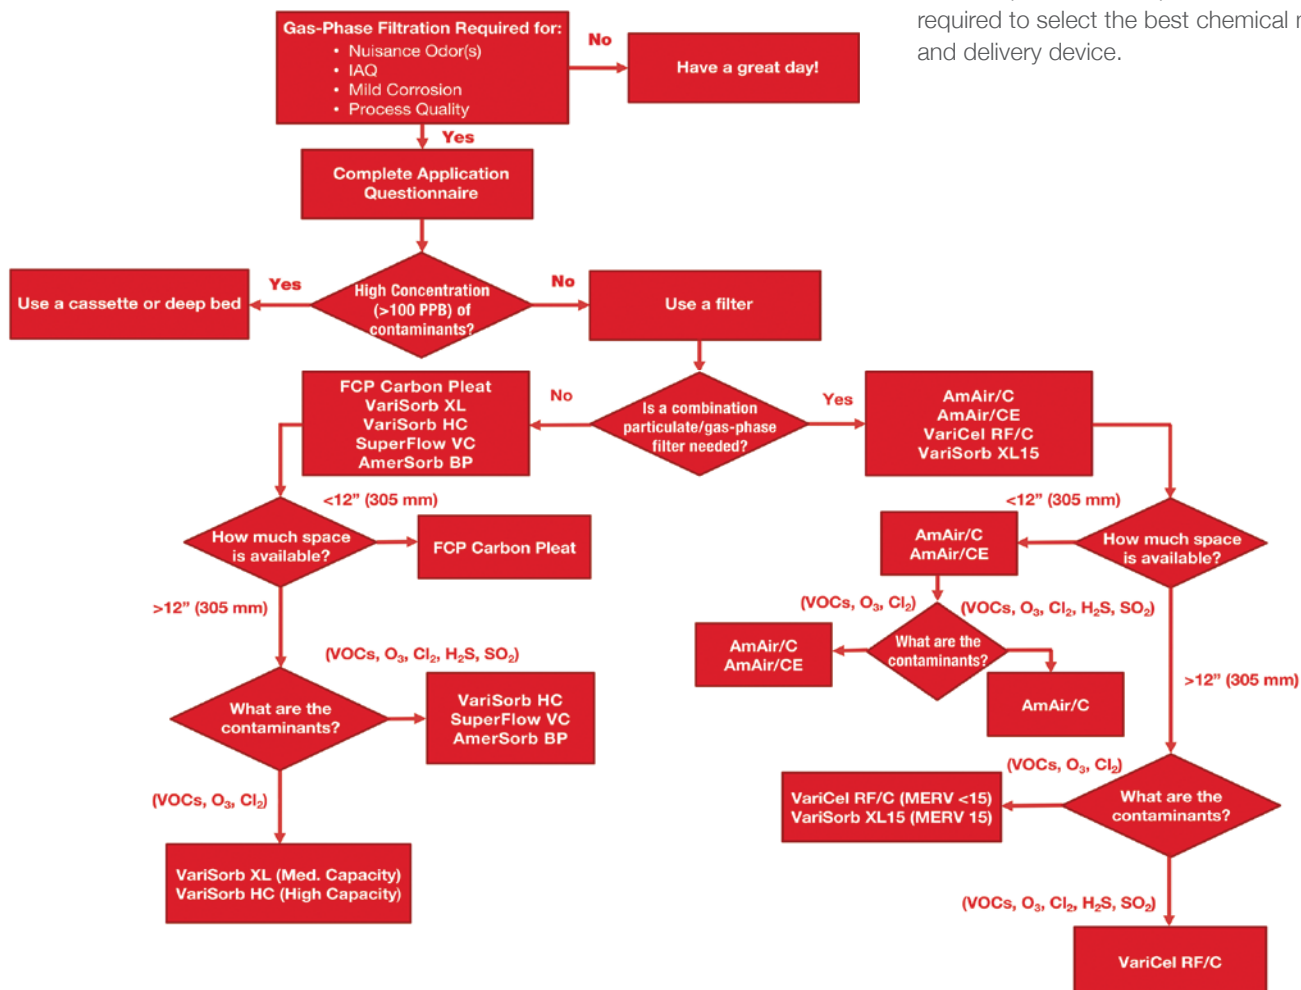 required to select the best chemical
and delivery device.
Gas-Phase Filtration Required for:
• Nuisance Odor(s)
• IAQ
• Mild Corrosion
• Process Quality
No
Have a great day!
Yes
Complete Application
Questionnaire
Yes
No
Use a cassette or deep bed
High Concentration
(>100 PPB) of
contaminants?
Use a filter
FCP Carbon Pleat
VariSorb XL
VariSorb HC
SuperFlow VC
AmerSorb BP
No
Is a combination
particulate/gas-phase
filter needed?
Yes
AmAir/C
AmAir/CE
VariCel RF/C
VariSorb XL15
<12” (305 mm)
How much space
is available?
FCP Carbon Pleat
>12” (305 mm)
(VOCs, O₃, Cl₂, H₂S, SO₂)
What are the
contaminants?
VariSorb HC
SuperFlow VC
AmerSorb BP
(VOCs, O₃, Cl₂)
VariSorb XL (Med. Capacity)
VariSorb HC (High Capacity)
<12” (305 mm)
AmAir/C
AmAir/CE
How much space
is available?
(VOCs, O₃, Cl₂)
(VOCs, O₃, Cl₂, H₂S, SO₂)
AmAir/C
AmAir/CE
What are the
contaminants?
AmAir/C
>12” (305 mm)
(VOCs, O₃, Cl₂)
VariCel RF/C (MERV <15)
VariSorb XL15 (MERV 15)
What are the
contaminants?
(VOCs, O₃, Cl₂, H₂S, SO₂)
VariCel RF/C